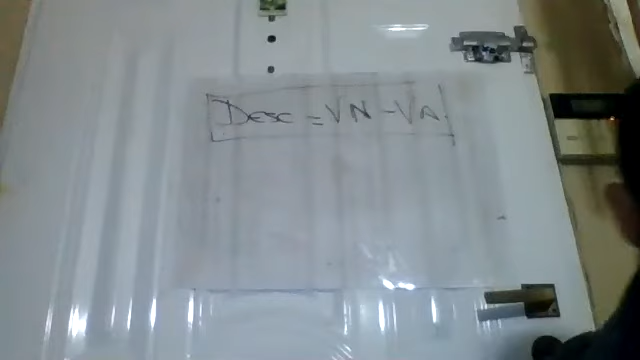 DESC = VN - VA.